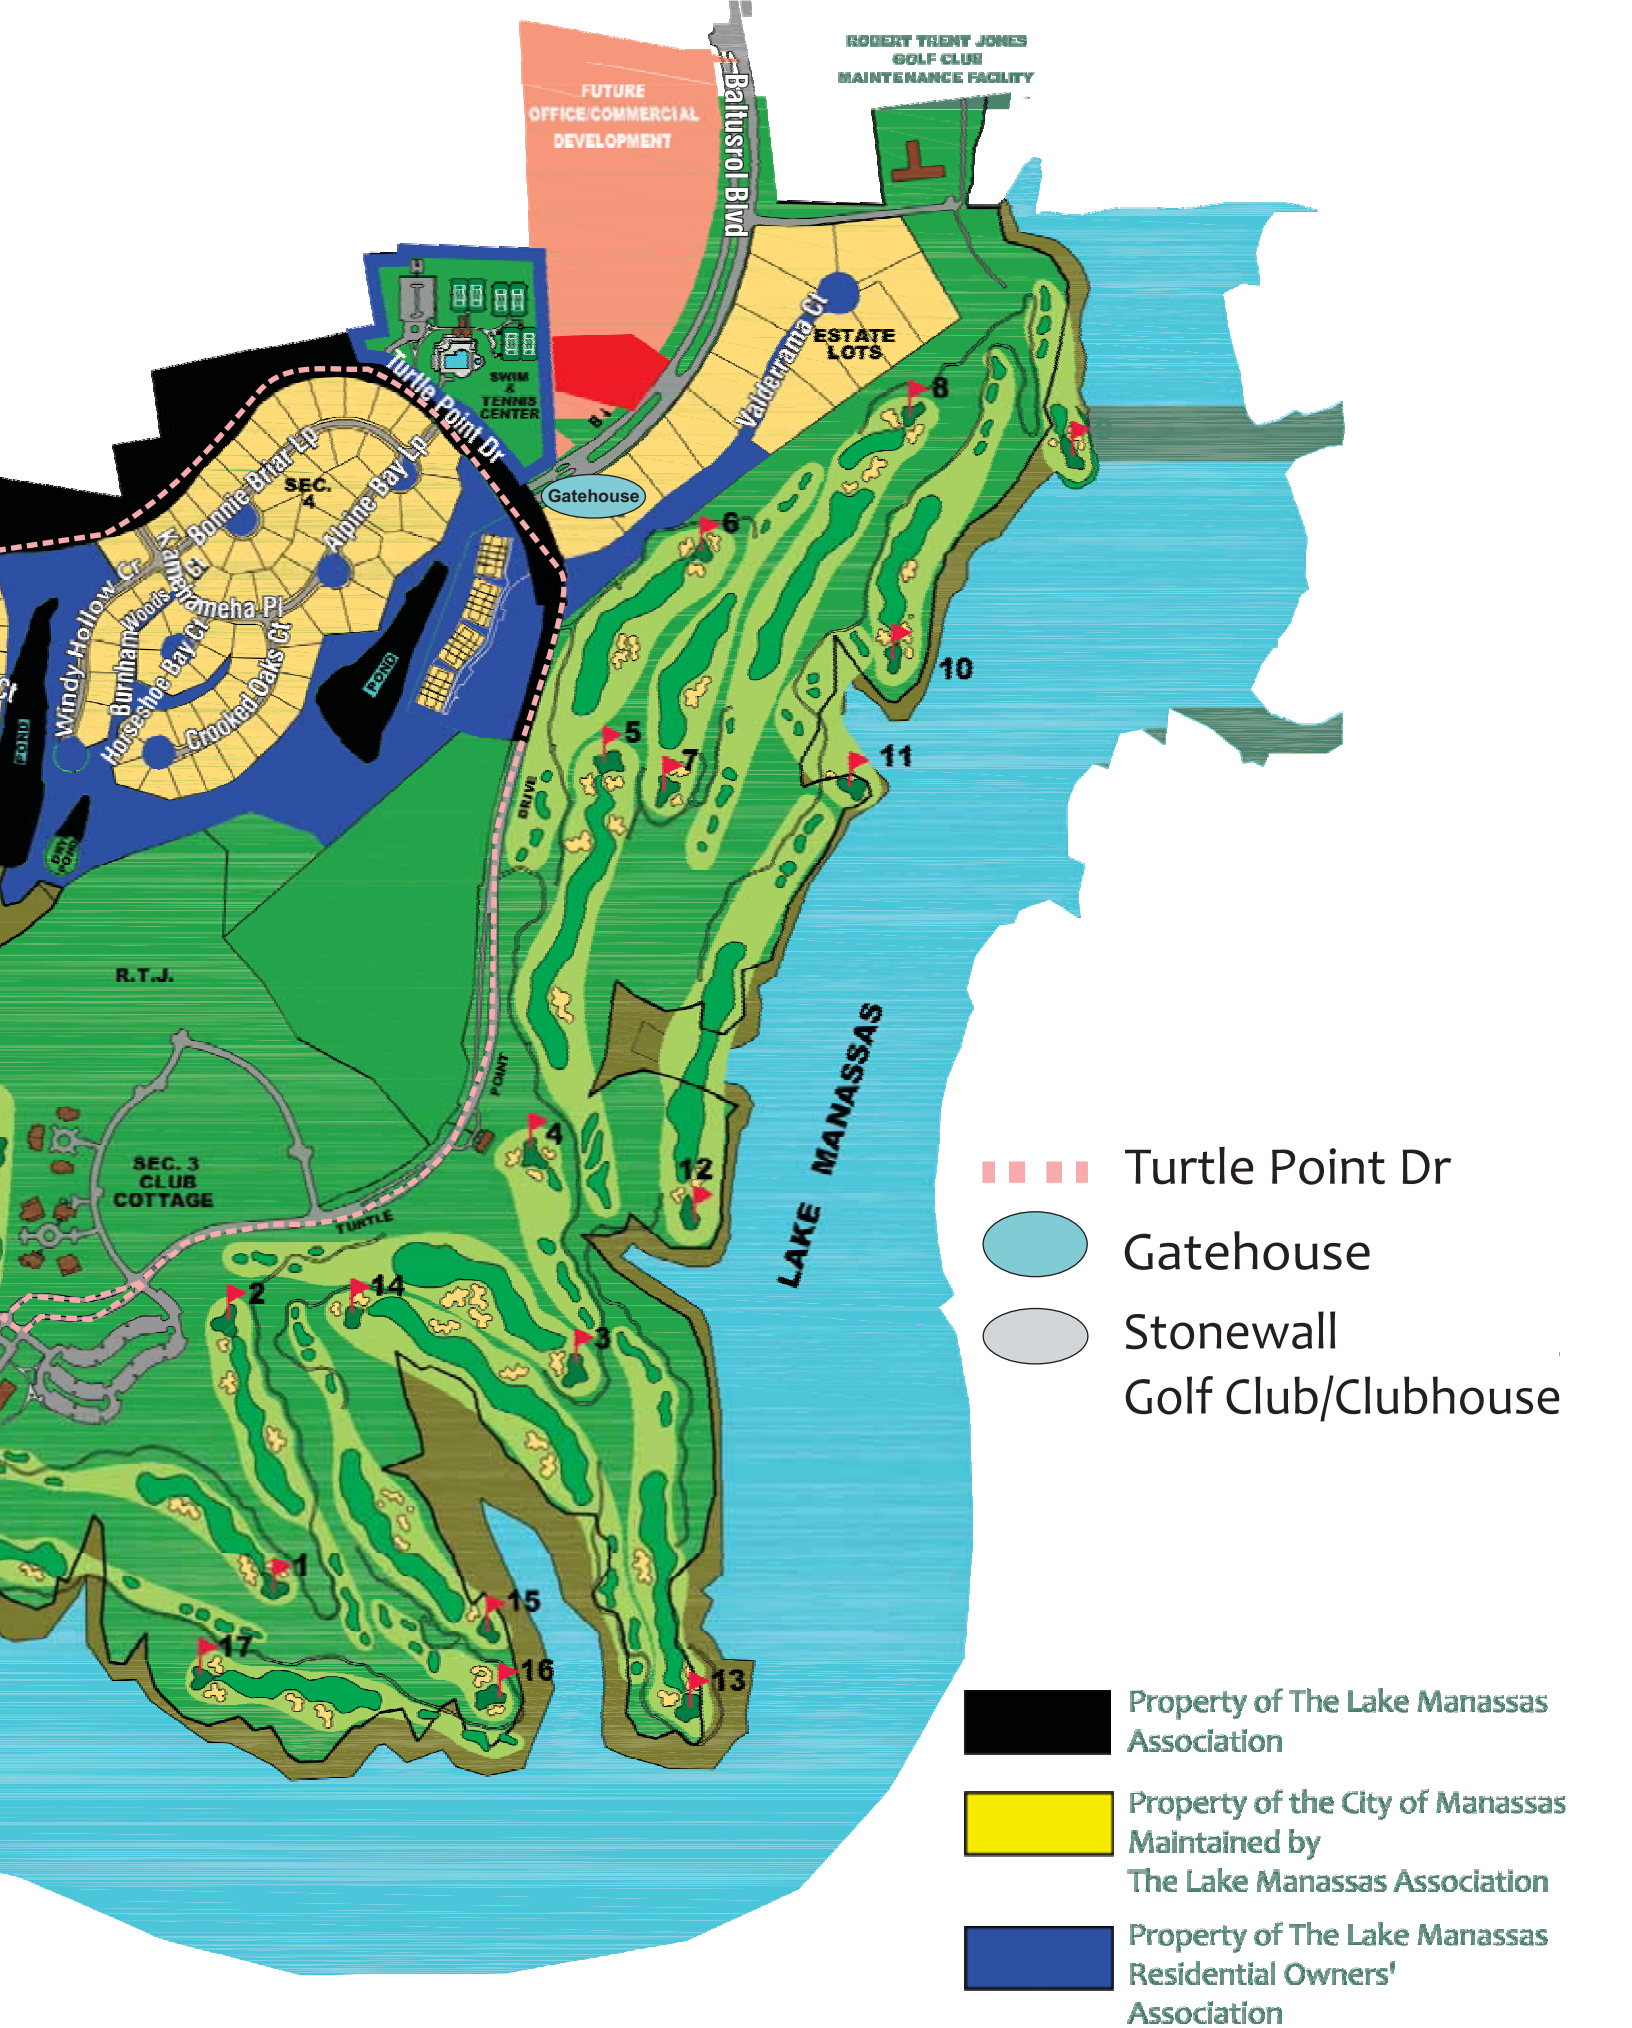 ROBERT TRENT JONES
GOLF CLUB
MAINTENANCE FACILITY
FUTURE
OFFICE/COMMERCIAL
DEVELOPMENT
Baltusrol Blvd
Valderrama Ct
ESTATE
LOTS
SWIM
&
TENNIS
CENTER
Turtle Point Dr
Gatehouse
Bonnie Briar Lp
SEC.
4
Alpine Bay Lp
Kamehameha Pl
Windy Hollow Cr
Burnham Woods Ct
Horseshoe Bay Ct
Crooked Oaks Ct
Ct
POND
POND
DRY
POND
8
6
10
5
7
11
DRIVE
R.T.J.
POINT
4
SEC. 3
CLUB
COTTAGE
12
TURTLE
LAKE MANASSAS
2
14
3
1
15
17
16
13
Turtle Point Dr
Gatehouse
Stonewall
Golf Club/Clubhouse
Property of The Lake Manassas
Association
Property of the City of Manassas
Maintained by
The Lake Manassas Association
Property of The Lake Manassas
Residential Owners'
Association